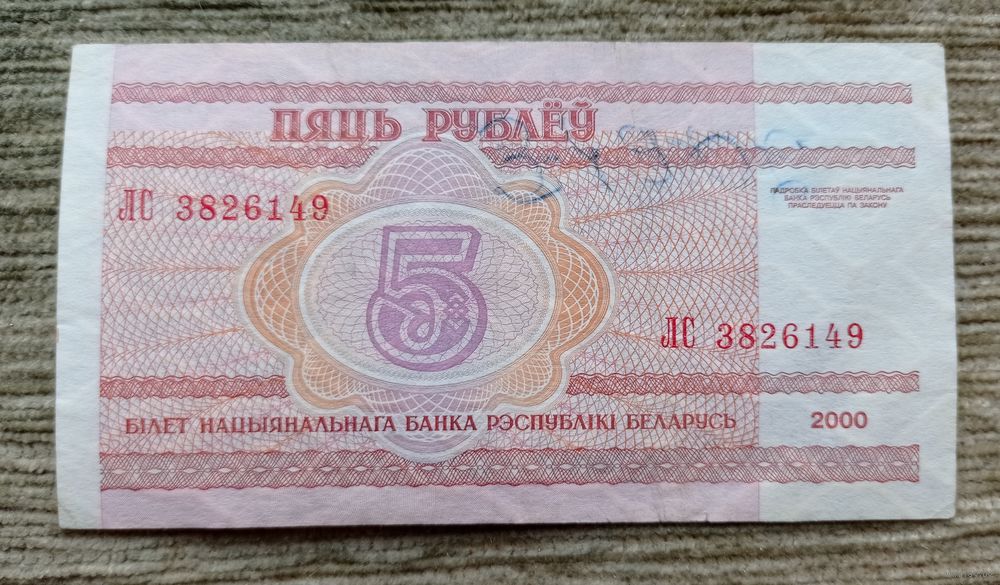 ПЯЦЬ РУБЛЁЎ
ПАДРОБКА БІЛЕТАЎ НАЦЫЯНАЛЬНАГА
БАНКА РЭСПУБЛІКІ БЕЛАРУСЬ
ПРАСЛЕДУЕЦЦА ПА ЗАКОНУ
ЛС 3826149
5
ЛС 3826149
БІЛЕТ НАЦЫЯНАЛЬНАГА БАНКА РЭСПУБЛІКІ БЕЛАРУСЬ
2000